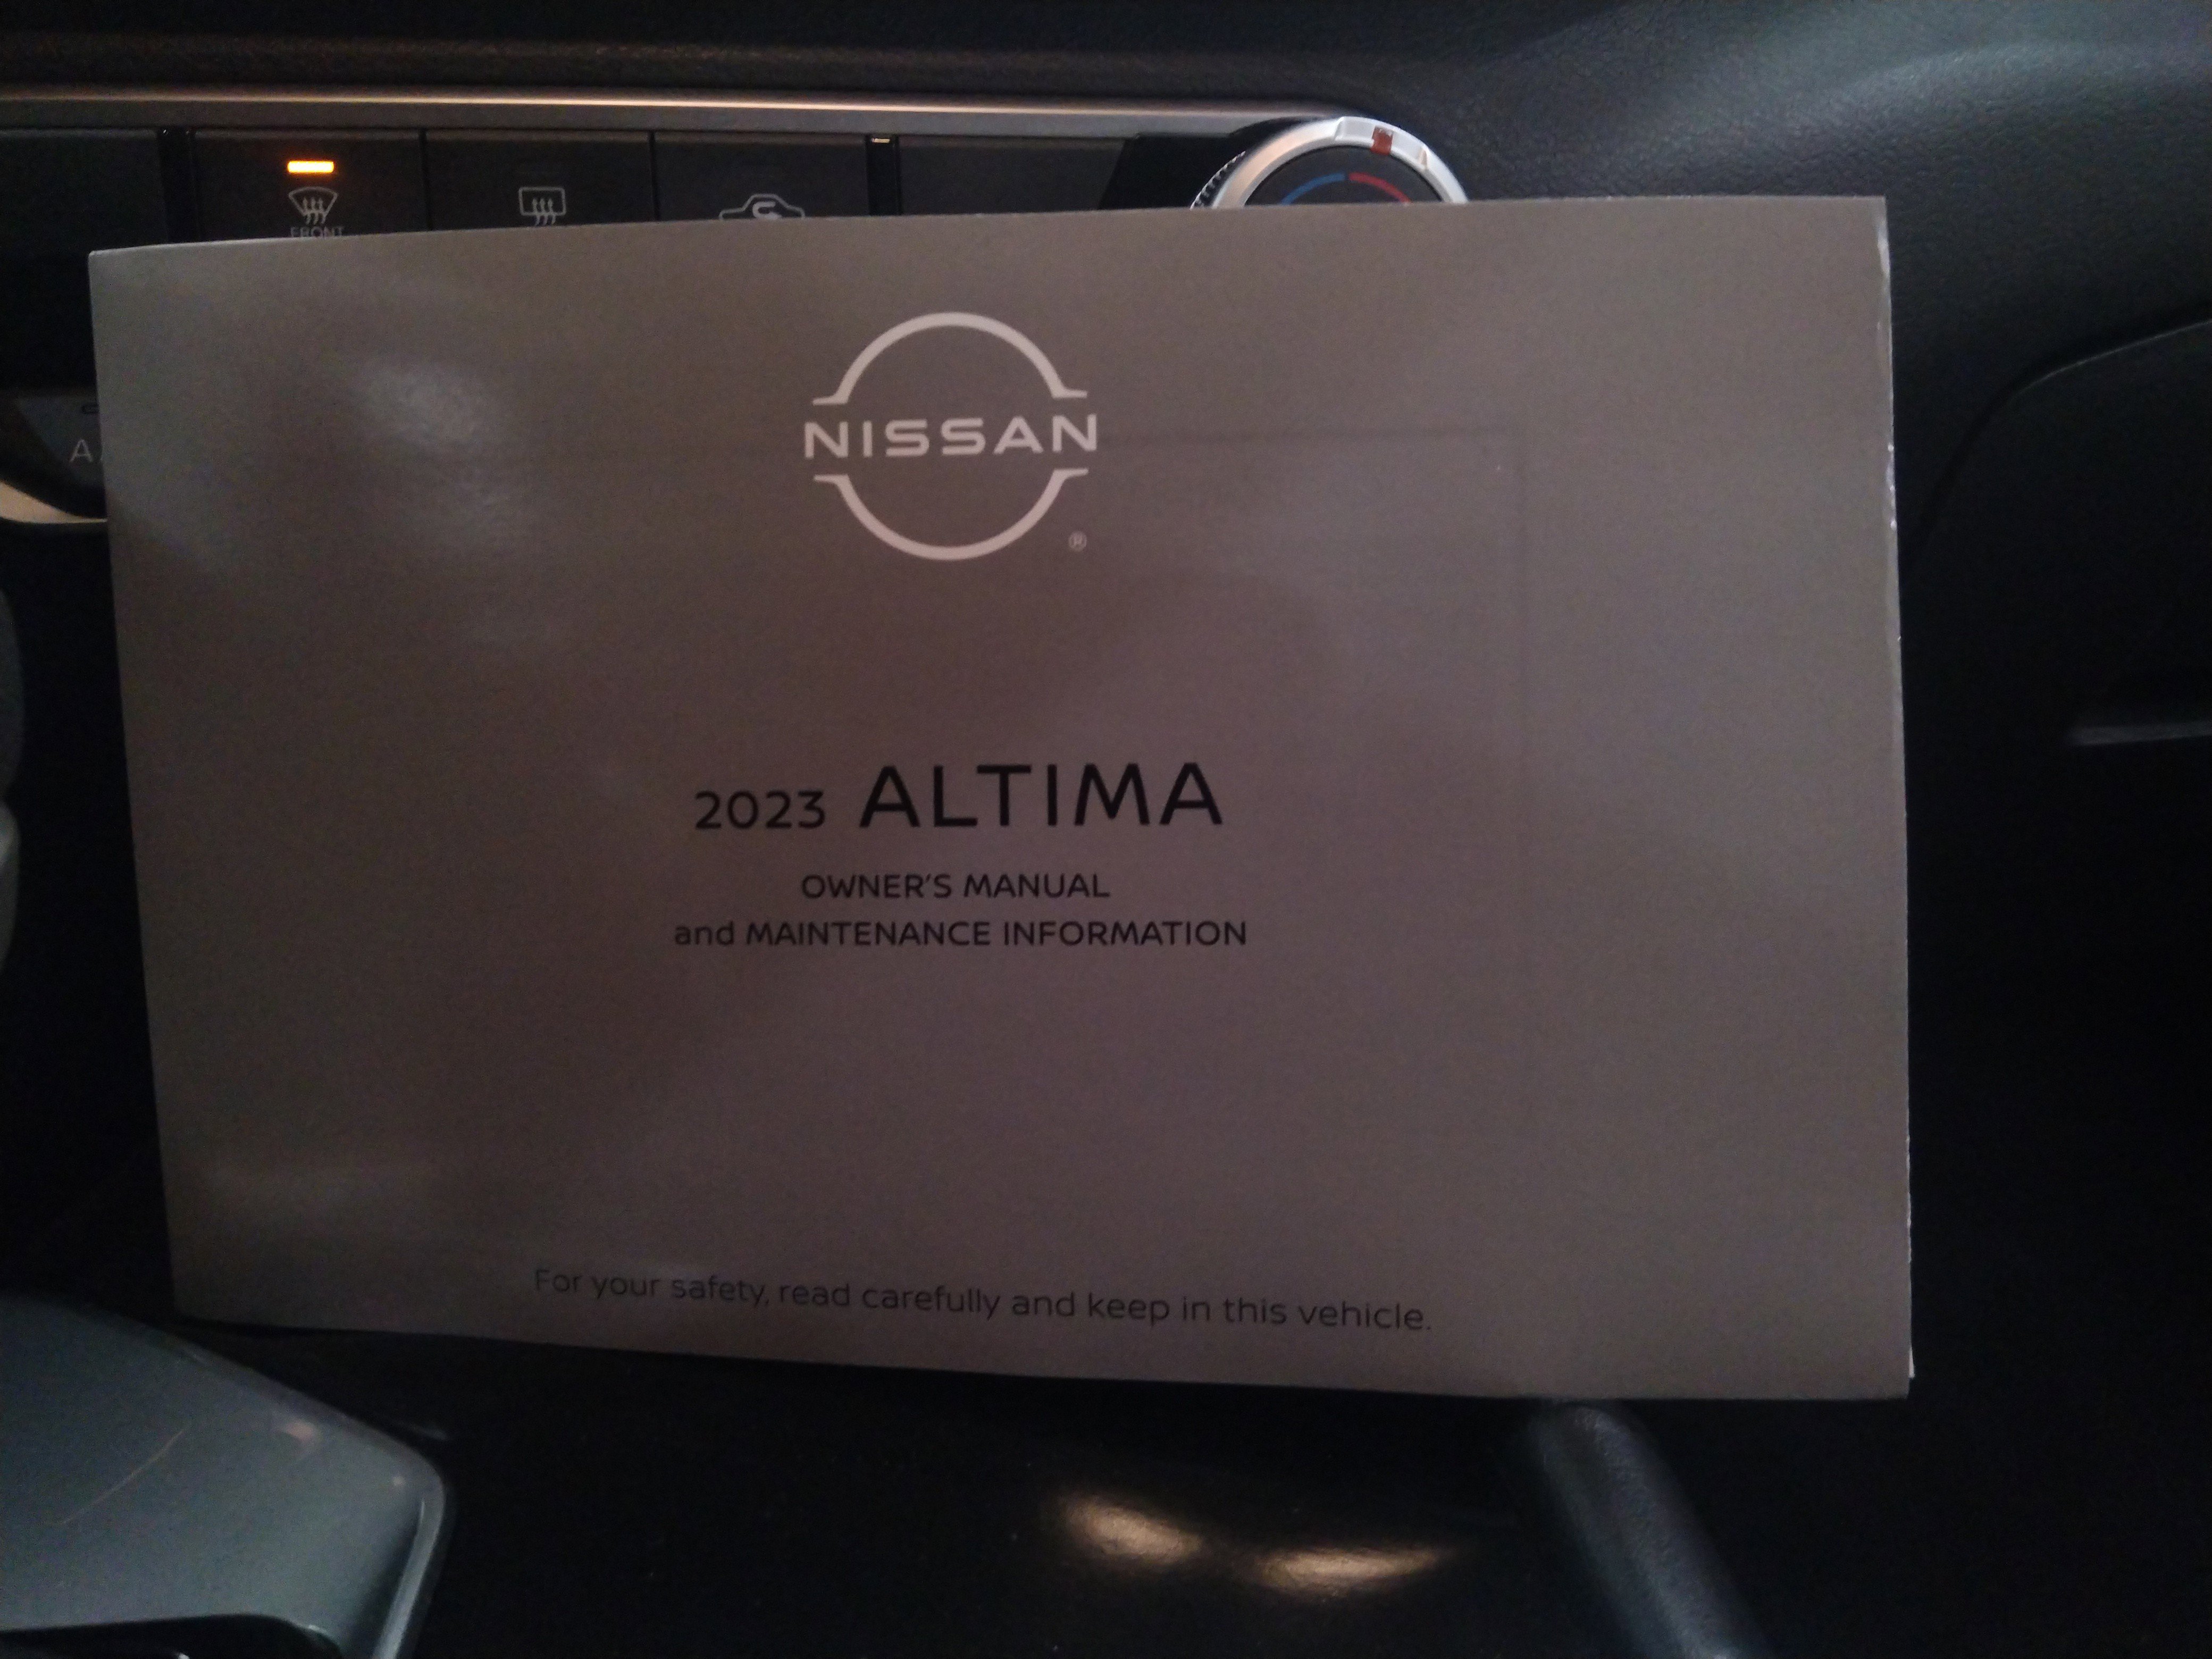 FRONT
A
NISSAN
®
2023 ALTIMA
OWNER'S MANUAL
and MAINTENANCE INFORMATION
For your safety, read carefully and keep in this vehicle.